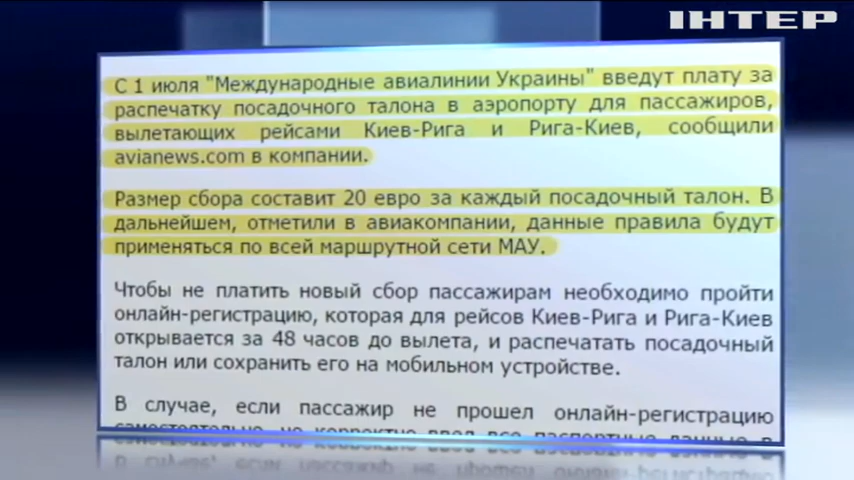 ІНТЕР
С 1 июля "Международные авиалинии Украины" введут плату за
распечатку посадочного талона в аэропорту для пассажиров,
вылетающих рейсами Киев-Рига и Рига-Киев, сообщили
avianews.com в компании.
Размер сбора составит 20 евро за каждый посадочный талон. В
дальнейшем, отметили в авиакомпании, данные правила будут
применяться по всей маршрутной сети МАУ.
Чтобы не платить новый сбор пассажирам необходимо пройти
онлайн-регистрацию, которая для рейсов Киев-Рига и Рига-Киев
открывается за 48 часов до вылета, и распечатать посадочный
талон или сохранить его на мобильном устройстве.
В случае, если пассажир не прошел онлайн-регистрацию